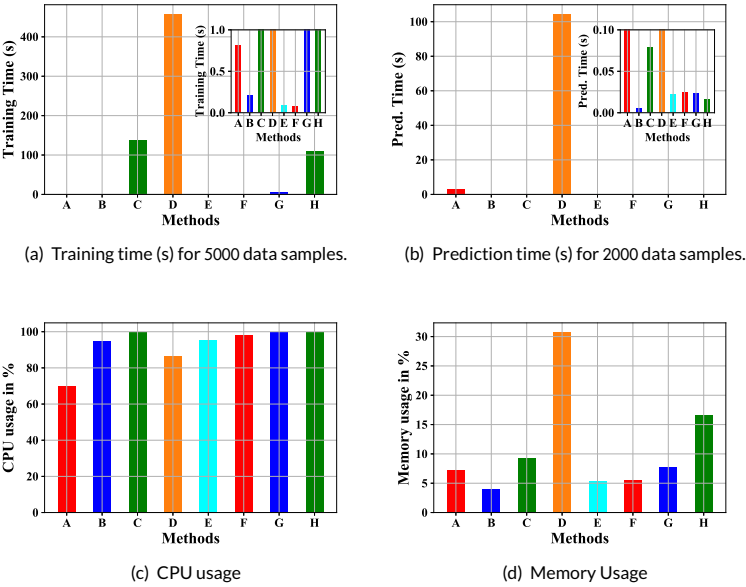 Training Time (s)
400
300
200
100
0
A B C D E F G H
Methods
Training Time (s)
1.0
0.5
0.0
A B C D E F G H
Methods
(a) Training time (s) for 5000 data samples.
Pred. Time (s)
100
80
60
40
20
0
A B C D E F G H
Methods
Pred. Time (s)
0.10
0.05
0.00
A B C D E F G H
Methods
(b) Prediction time (s) for 2000 data samples.
CPU usage in %
100
80
60
40
20
0
A B C D E F G H
Methods
(c) CPU usage
Memory usage in %
30
25
20
15
10
5
0
A B C D E F G H
Methods
(d) Memory Usage